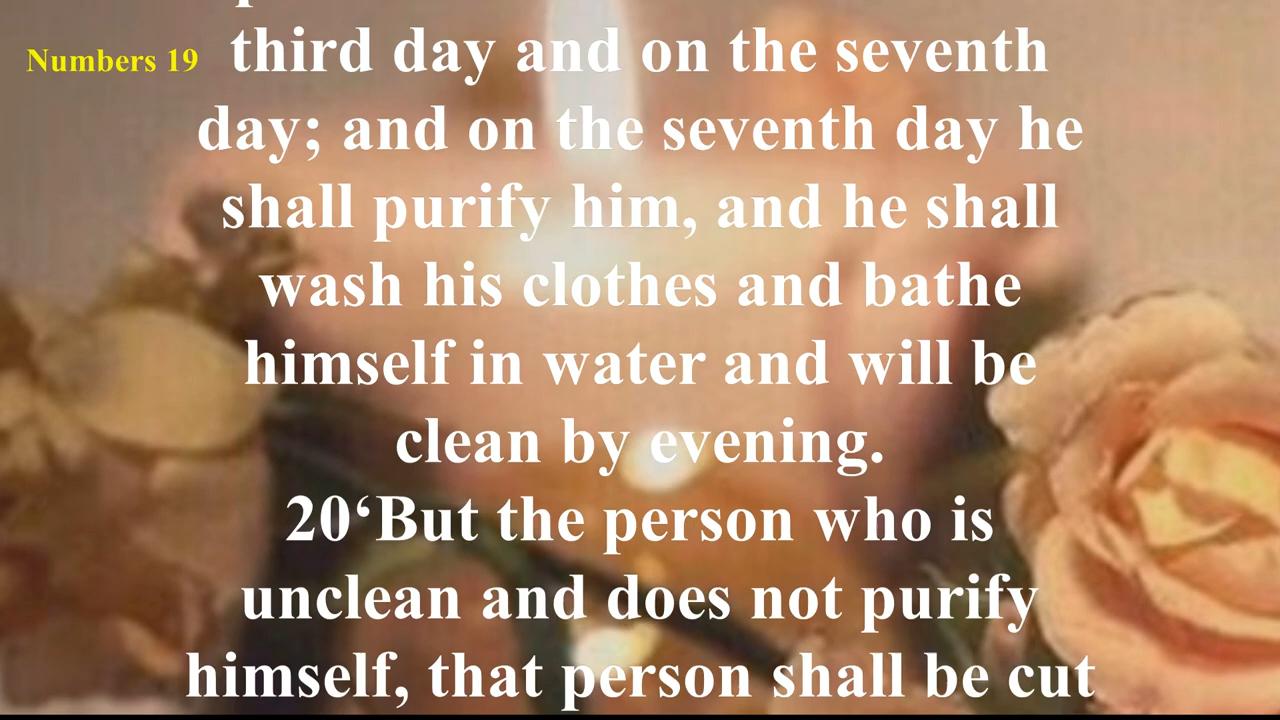 Numbers 19
third day and on the seventh
day; and on the seventh day he
shall purify him, and he shall
wash his clothes and bathe
himself in water and will be
clean by evening.
20‘But the person who is
unclean and does not purify
himself, that person shall be cut